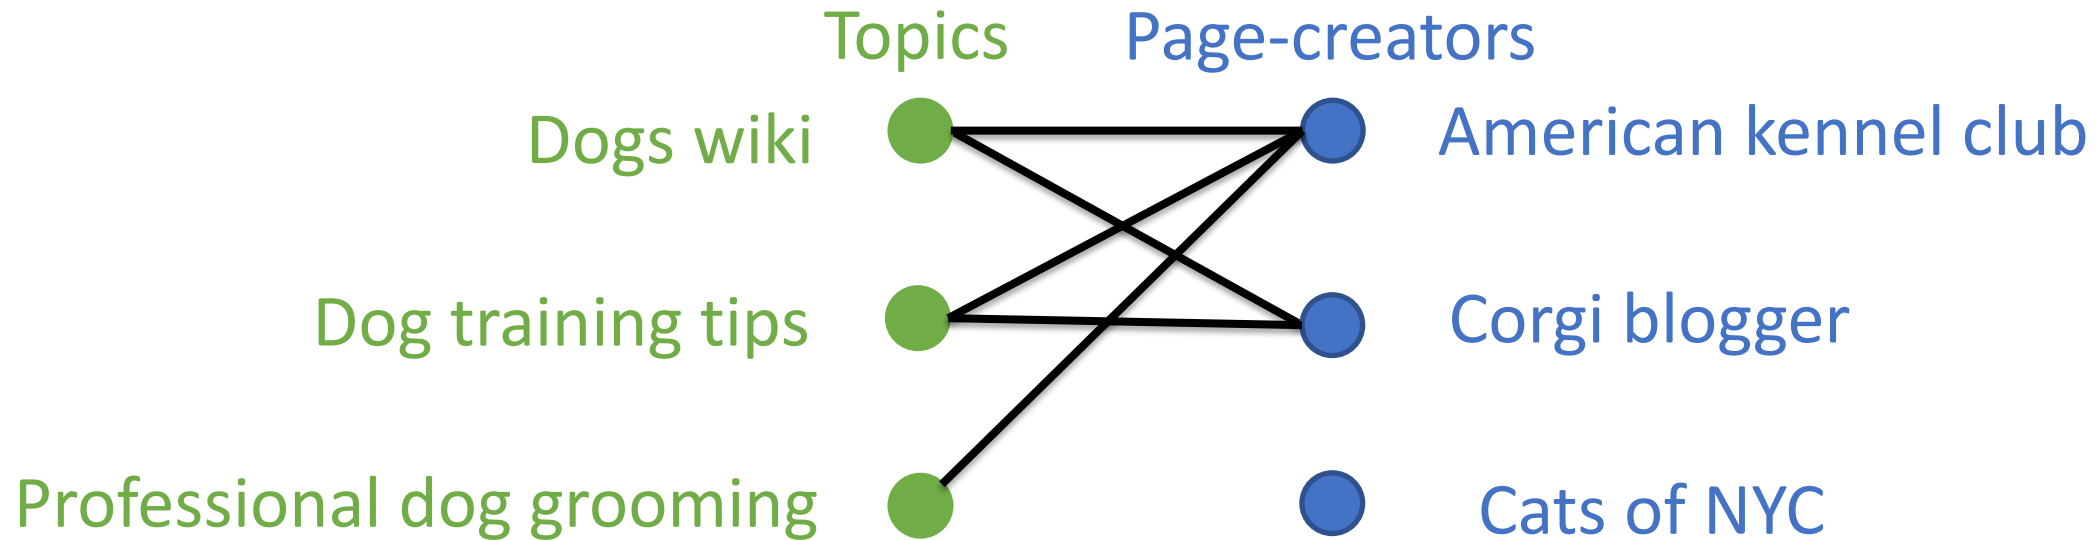 Topics Page-creators
Dogs wiki American kennel club
Dog training tips Corgi blogger
Professional dog grooming Cats of NYC